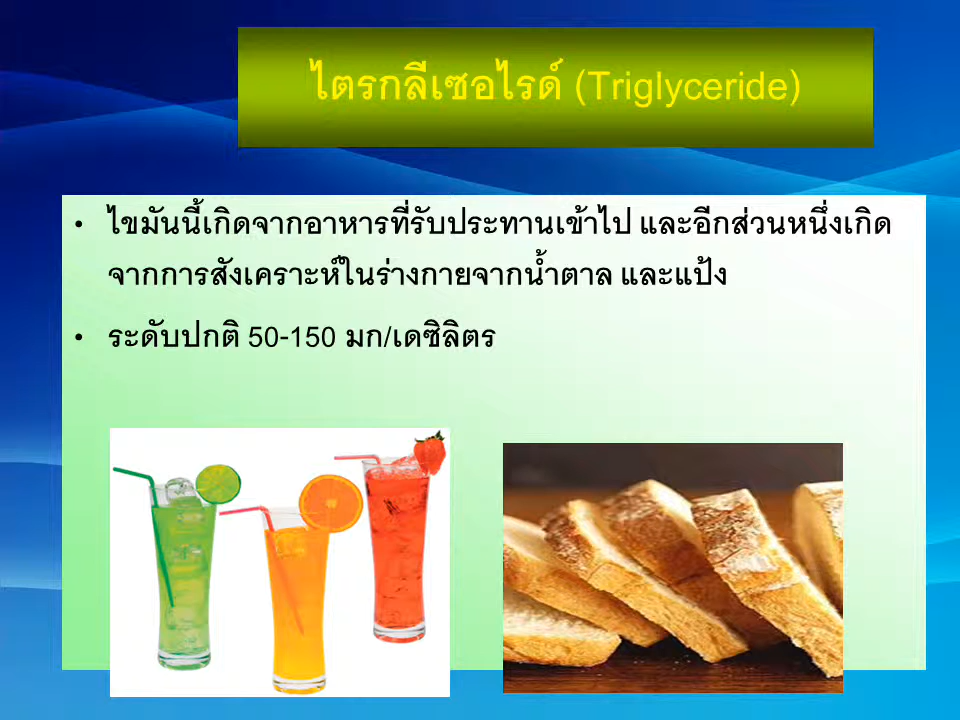 ไตรกลีเซอไรด์ (Triglyceride)
• ไขมันนี้เกิดจากอาหารที่รับประทานเข้าไป และอีกส่วนหนึ่งเกิด
จากการสังเคราะห์ในร่างกายจากน้ำตาล และแป้ง
• ระดับปกติ 50-150 มก/เดซิลิตร